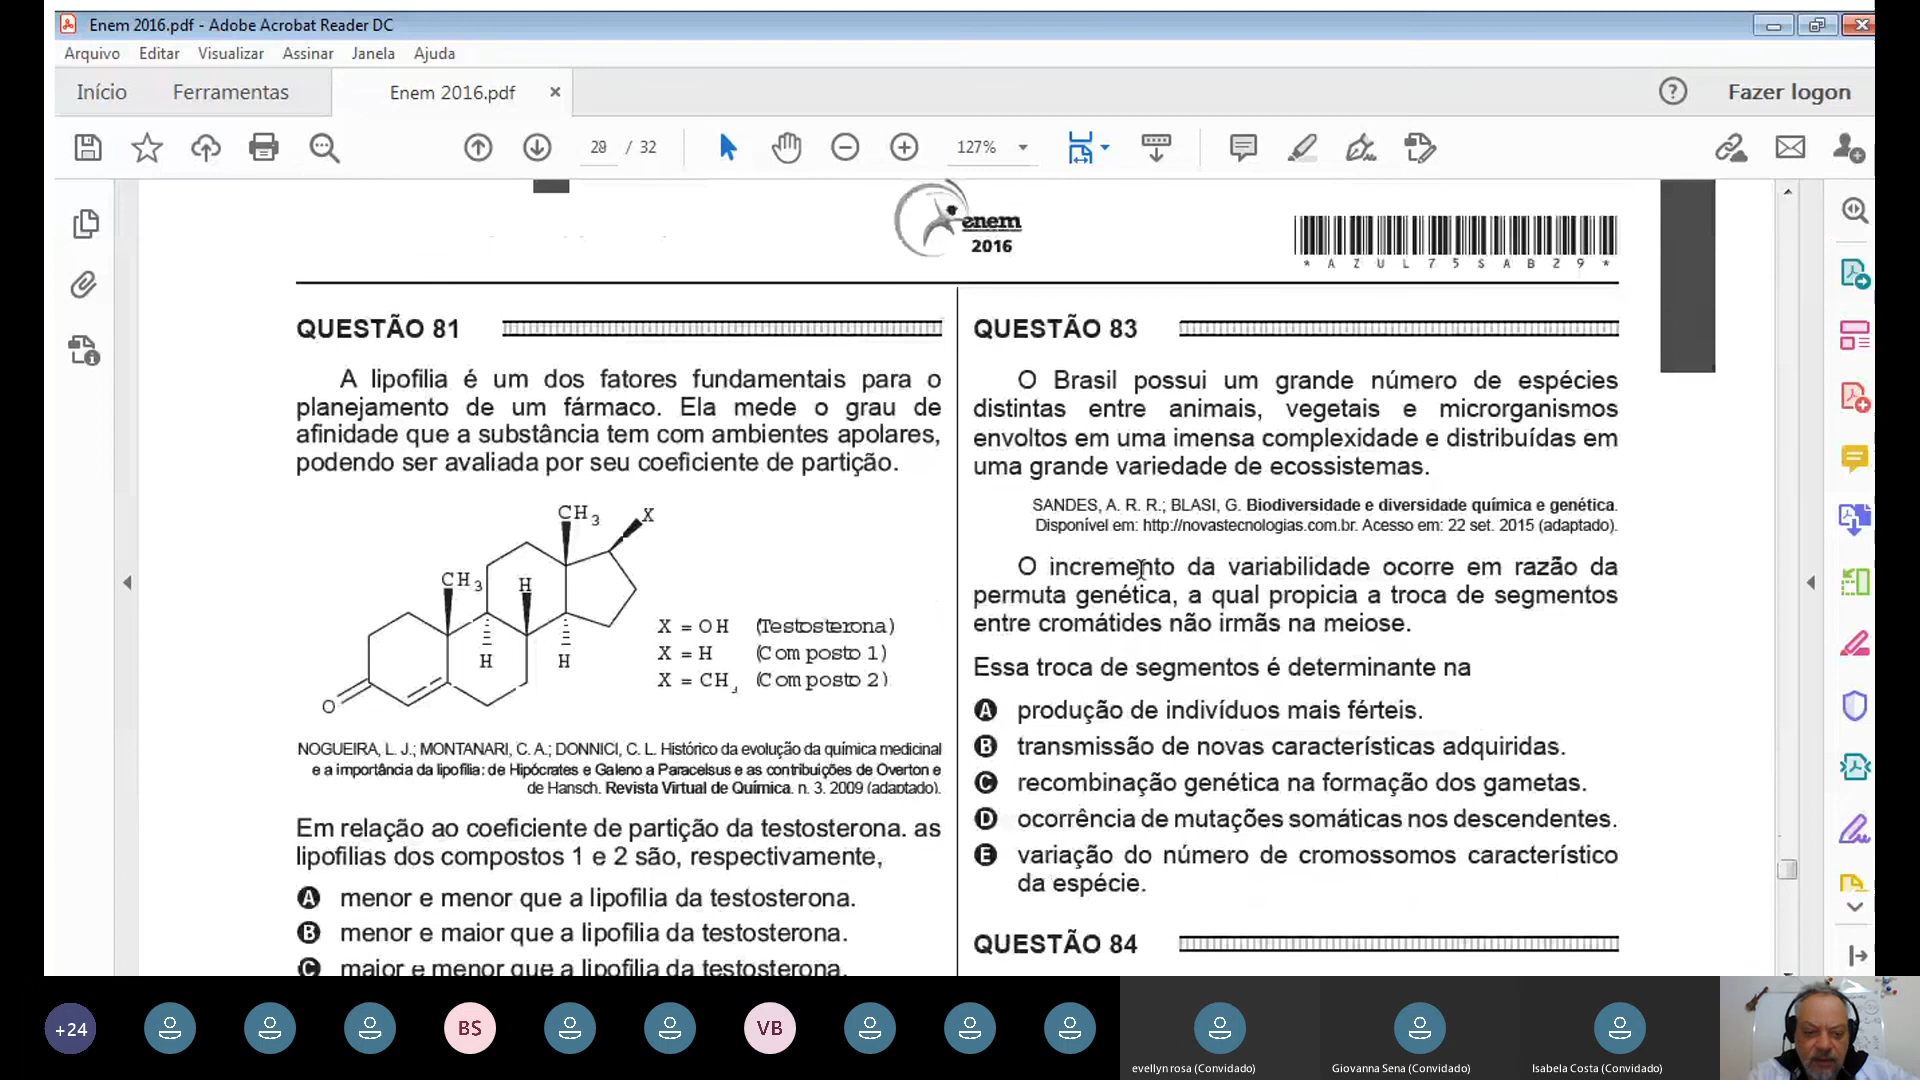 Enem 2016.pdf - Adobe Acrobat Reader DC
Arquivo Editar Visualizar Assinar Janela Ajuda
Início Ferramentas Enem 2016.pdf Fazer logon
29 / 32 127%
enem
2016
* A Z U L 7 5 S A B 2 9 *
QUESTÃO 81
A lipofilia é um dos fatores fundamentais para o
planejamento de um fármaco. Ela mede o grau de
afinidade que a substância tem com ambientes apolares,
podendo ser avaliada por seu coeficiente de partição.
CH3 X
CH3 H
H H
O
X = OH (Testosterona)
X = H (Composto 1)
X = CH3 (Composto 2)
NOGUEIRA, L. J.; MONTANARI, C. A.; DONNICI, C. L. Histórico da evolução da química medicinal
e a importância da lipofilia: de Hipócrates e Galeno a Paracelsus e as contribuições de Overton e
de Hansch. Revista Virtual de Química. n. 3. 2009 (adaptado).
Em relação ao coeficiente de partição da testosterona. as
lipofilias dos compostos 1 e 2 são, respectivamente,
A menor e menor que a lipofilia da testosterona.
B menor e maior que a lipofilia da testosterona.
C maior e menor que a lipofilia da testosterona.
QUESTÃO 83
O Brasil possui um grande número de espécies
distintas entre animais, vegetais e microrganismos
envoltos em uma imensa complexidade e distribuídas em
uma grande variedade de ecossistemas.
SANDES, A. R. R.; BLASI, G. Biodiversidade e diversidade química e genética.
Disponível em: http://novastecnologias.com.br. Acesso em: 22 set. 2015 (adaptado).
O incremento da variabilidade ocorre em razão da
permuta genética, a qual propicia a troca de segmentos
entre cromátides não irmãs na meiose.
Essa troca de segmentos é determinante na
A produção de indivíduos mais férteis.
B transmissão de novas características adquiridas.
C recombinação genética na formação dos gametas.
D ocorrência de mutações somáticas nos descendentes.
E variação do número de cromossomos característico
da espécie.
QUESTÃO 84
+24 BS VB
evellyn rosa (Convidado) Giovanna Sena (Convidado) Isabela Costa (Convidado)